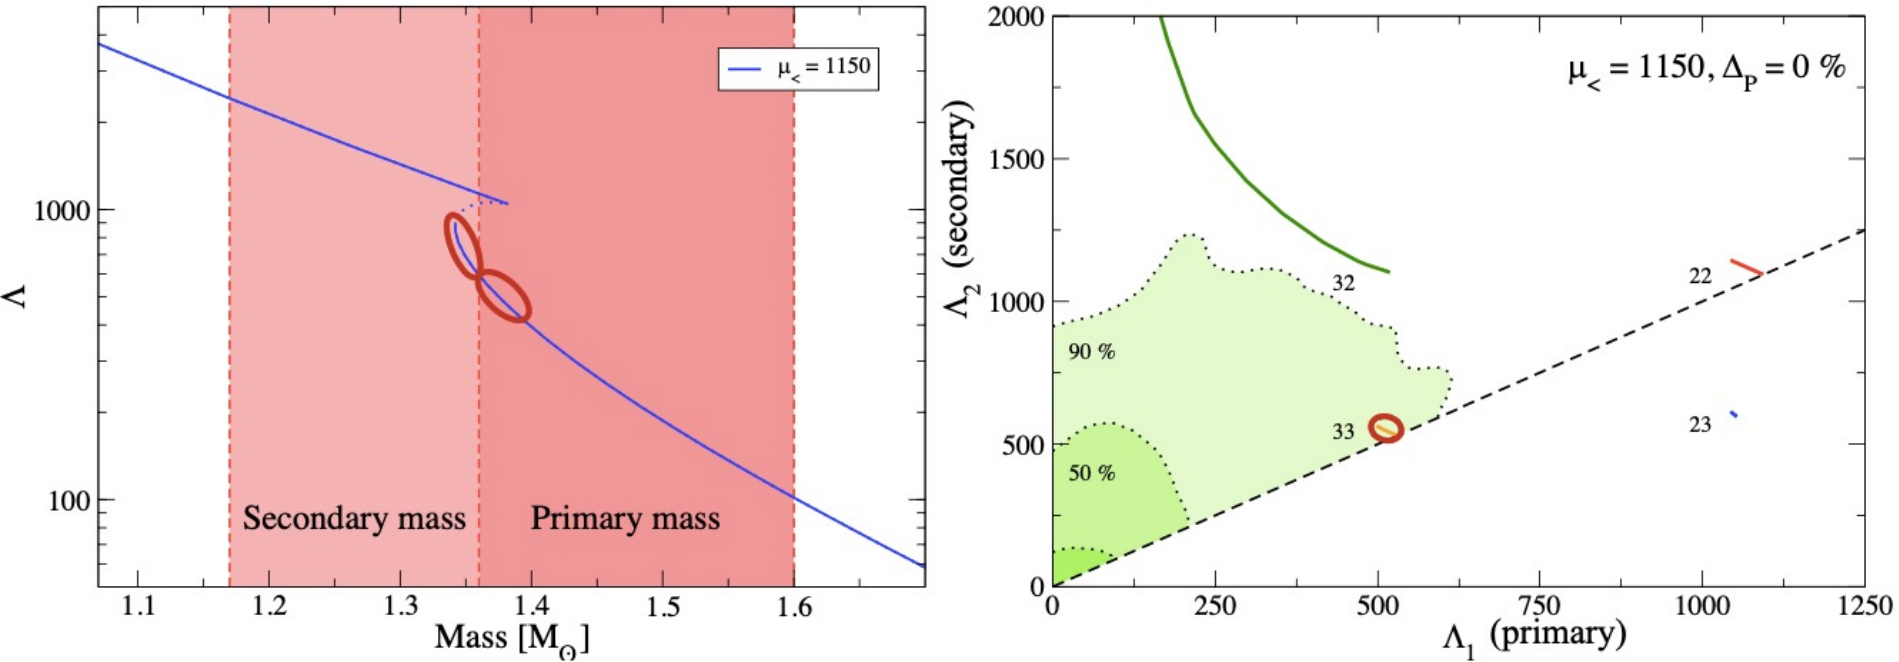 μ< = 1150
1000
100
Λ
Secondary mass
Primary mass
1.1 1.2 1.3 1.4 1.5 1.6
Mass [M⊙]
μ< = 1150, ΔP = 0 %
2000
1500
1000
500
0
Λ2 (secondary)
32
22
90 %
33
23
50 %
0 250 500 750 1000 1250
Λ1 (primary)